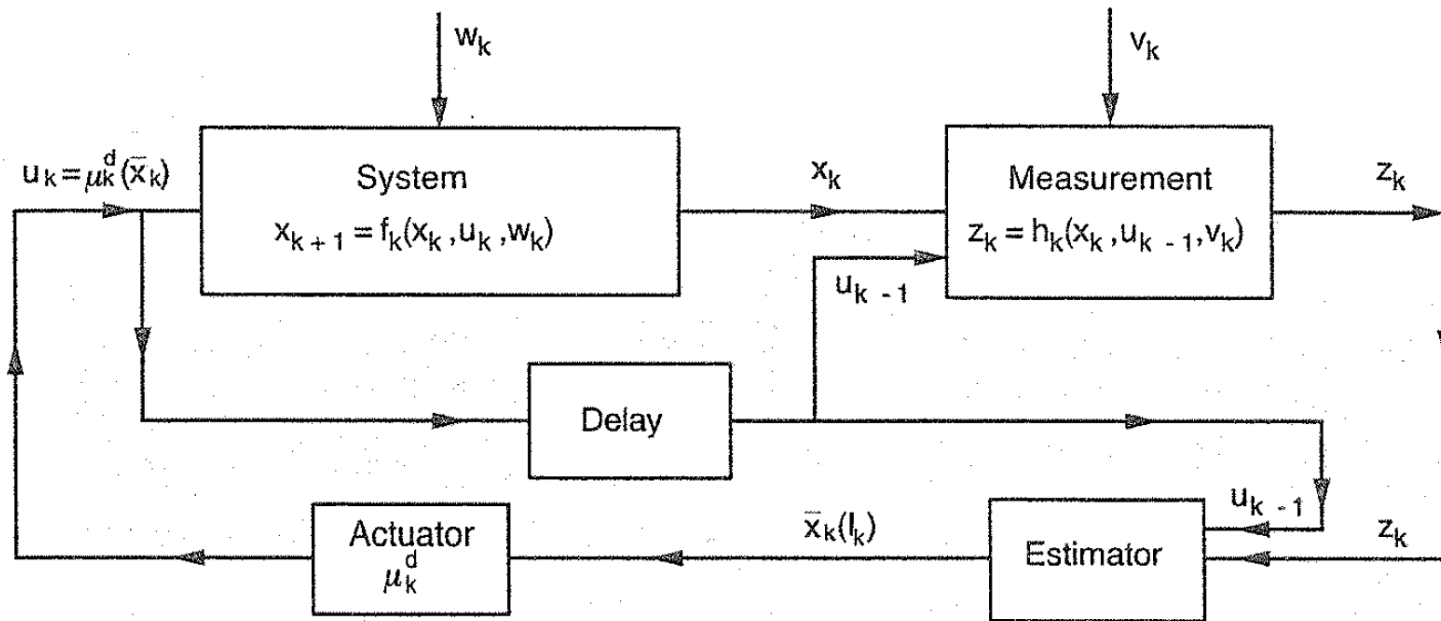 w_k
v_k
u_k = μ_k^d(x̄_k)
System
x_{k+1} = f_k(x_k, u_k, w_k)
x_k
Measurement
z_k = h_k(x_k, u_{k-1}, v_k)
z_k
u_{k-1}
Delay
u_{k-1}
Actuator
μ_k^d
x̄_k(I_k)
Estimator
z_k